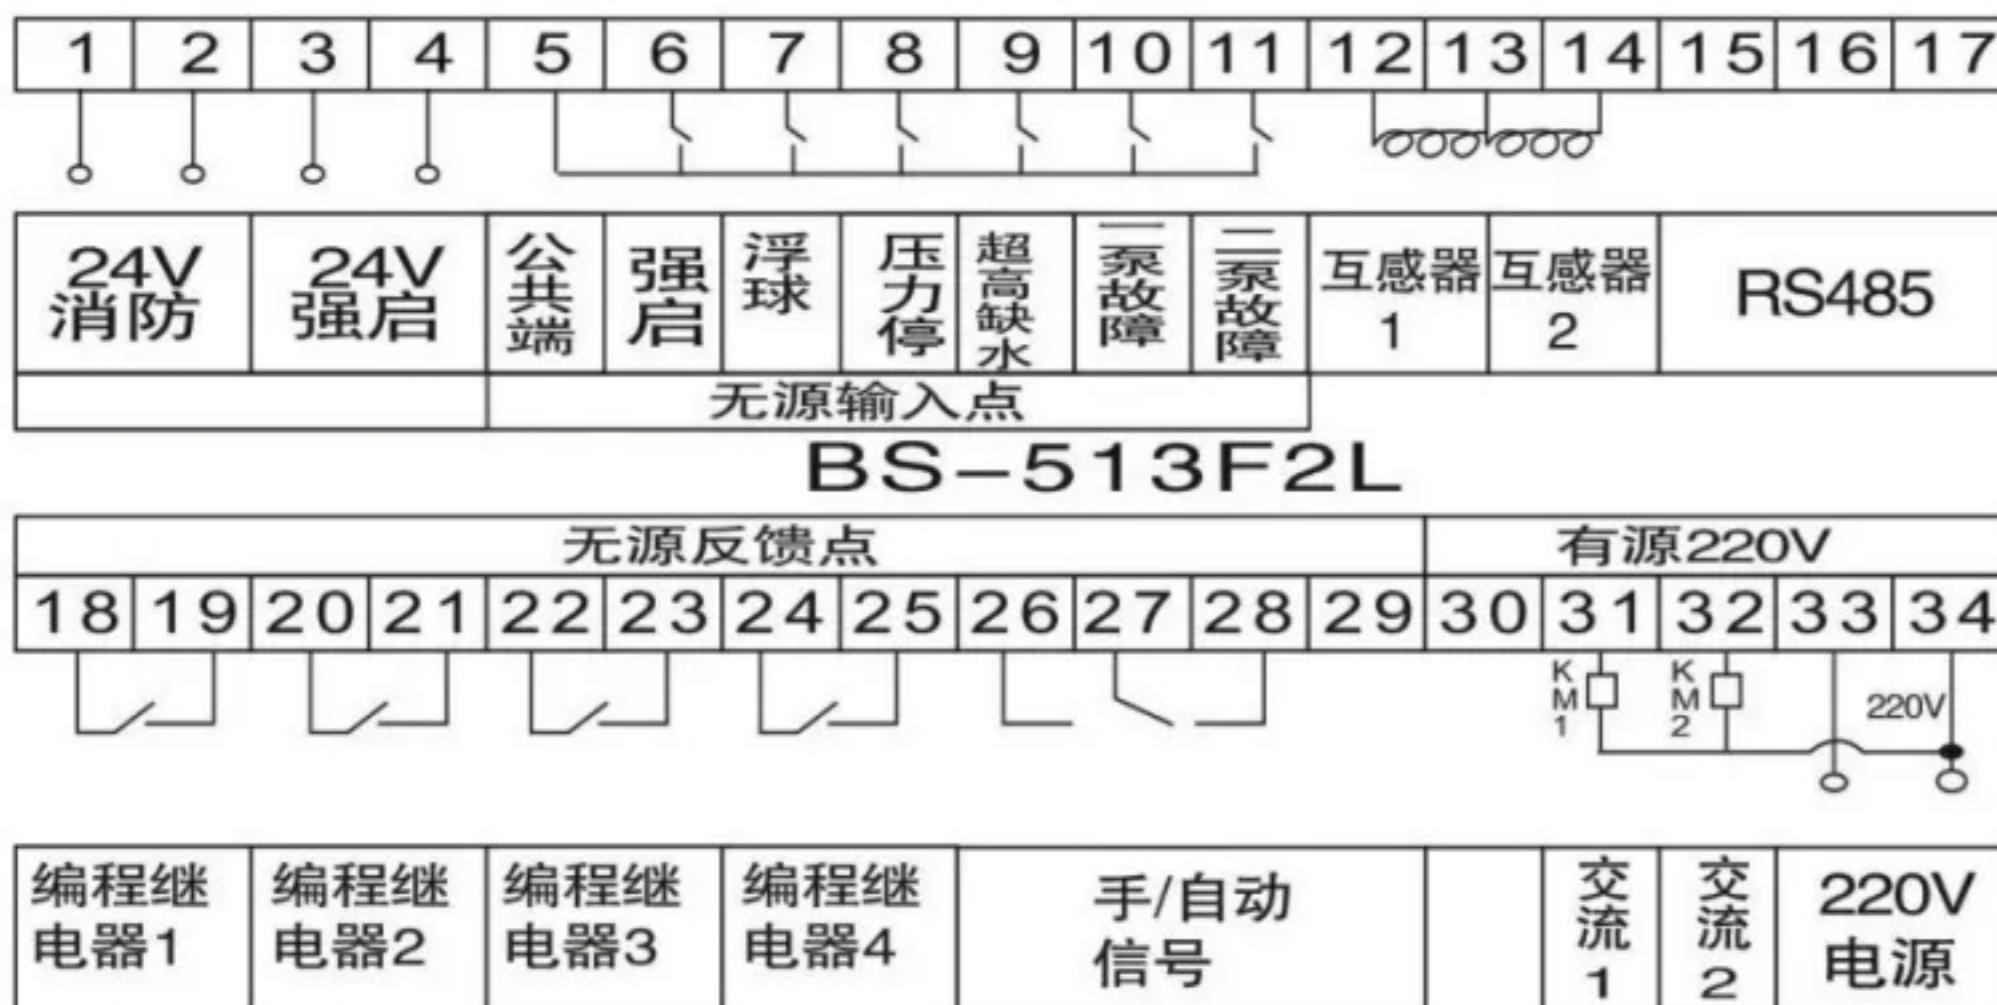 1 2 3 4 5 6 7 8 9 10 11 12 13 14 15 16 17
24V消防
24V强启
公共端
强启
浮球
压力停
超高缺水
一泵故障
二泵故障
互感器1
互感器2
RS485
无源输入点
BS-513F2L
无源反馈点
有源220V
18 19 20 21 22 23 24 25 26 27 28 29 30 31 32 33 34
KM1
KM2
220V
编程继电器1
编程继电器2
编程继电器3
编程继电器4
手/自动信号
交流1
交流2
220V电源